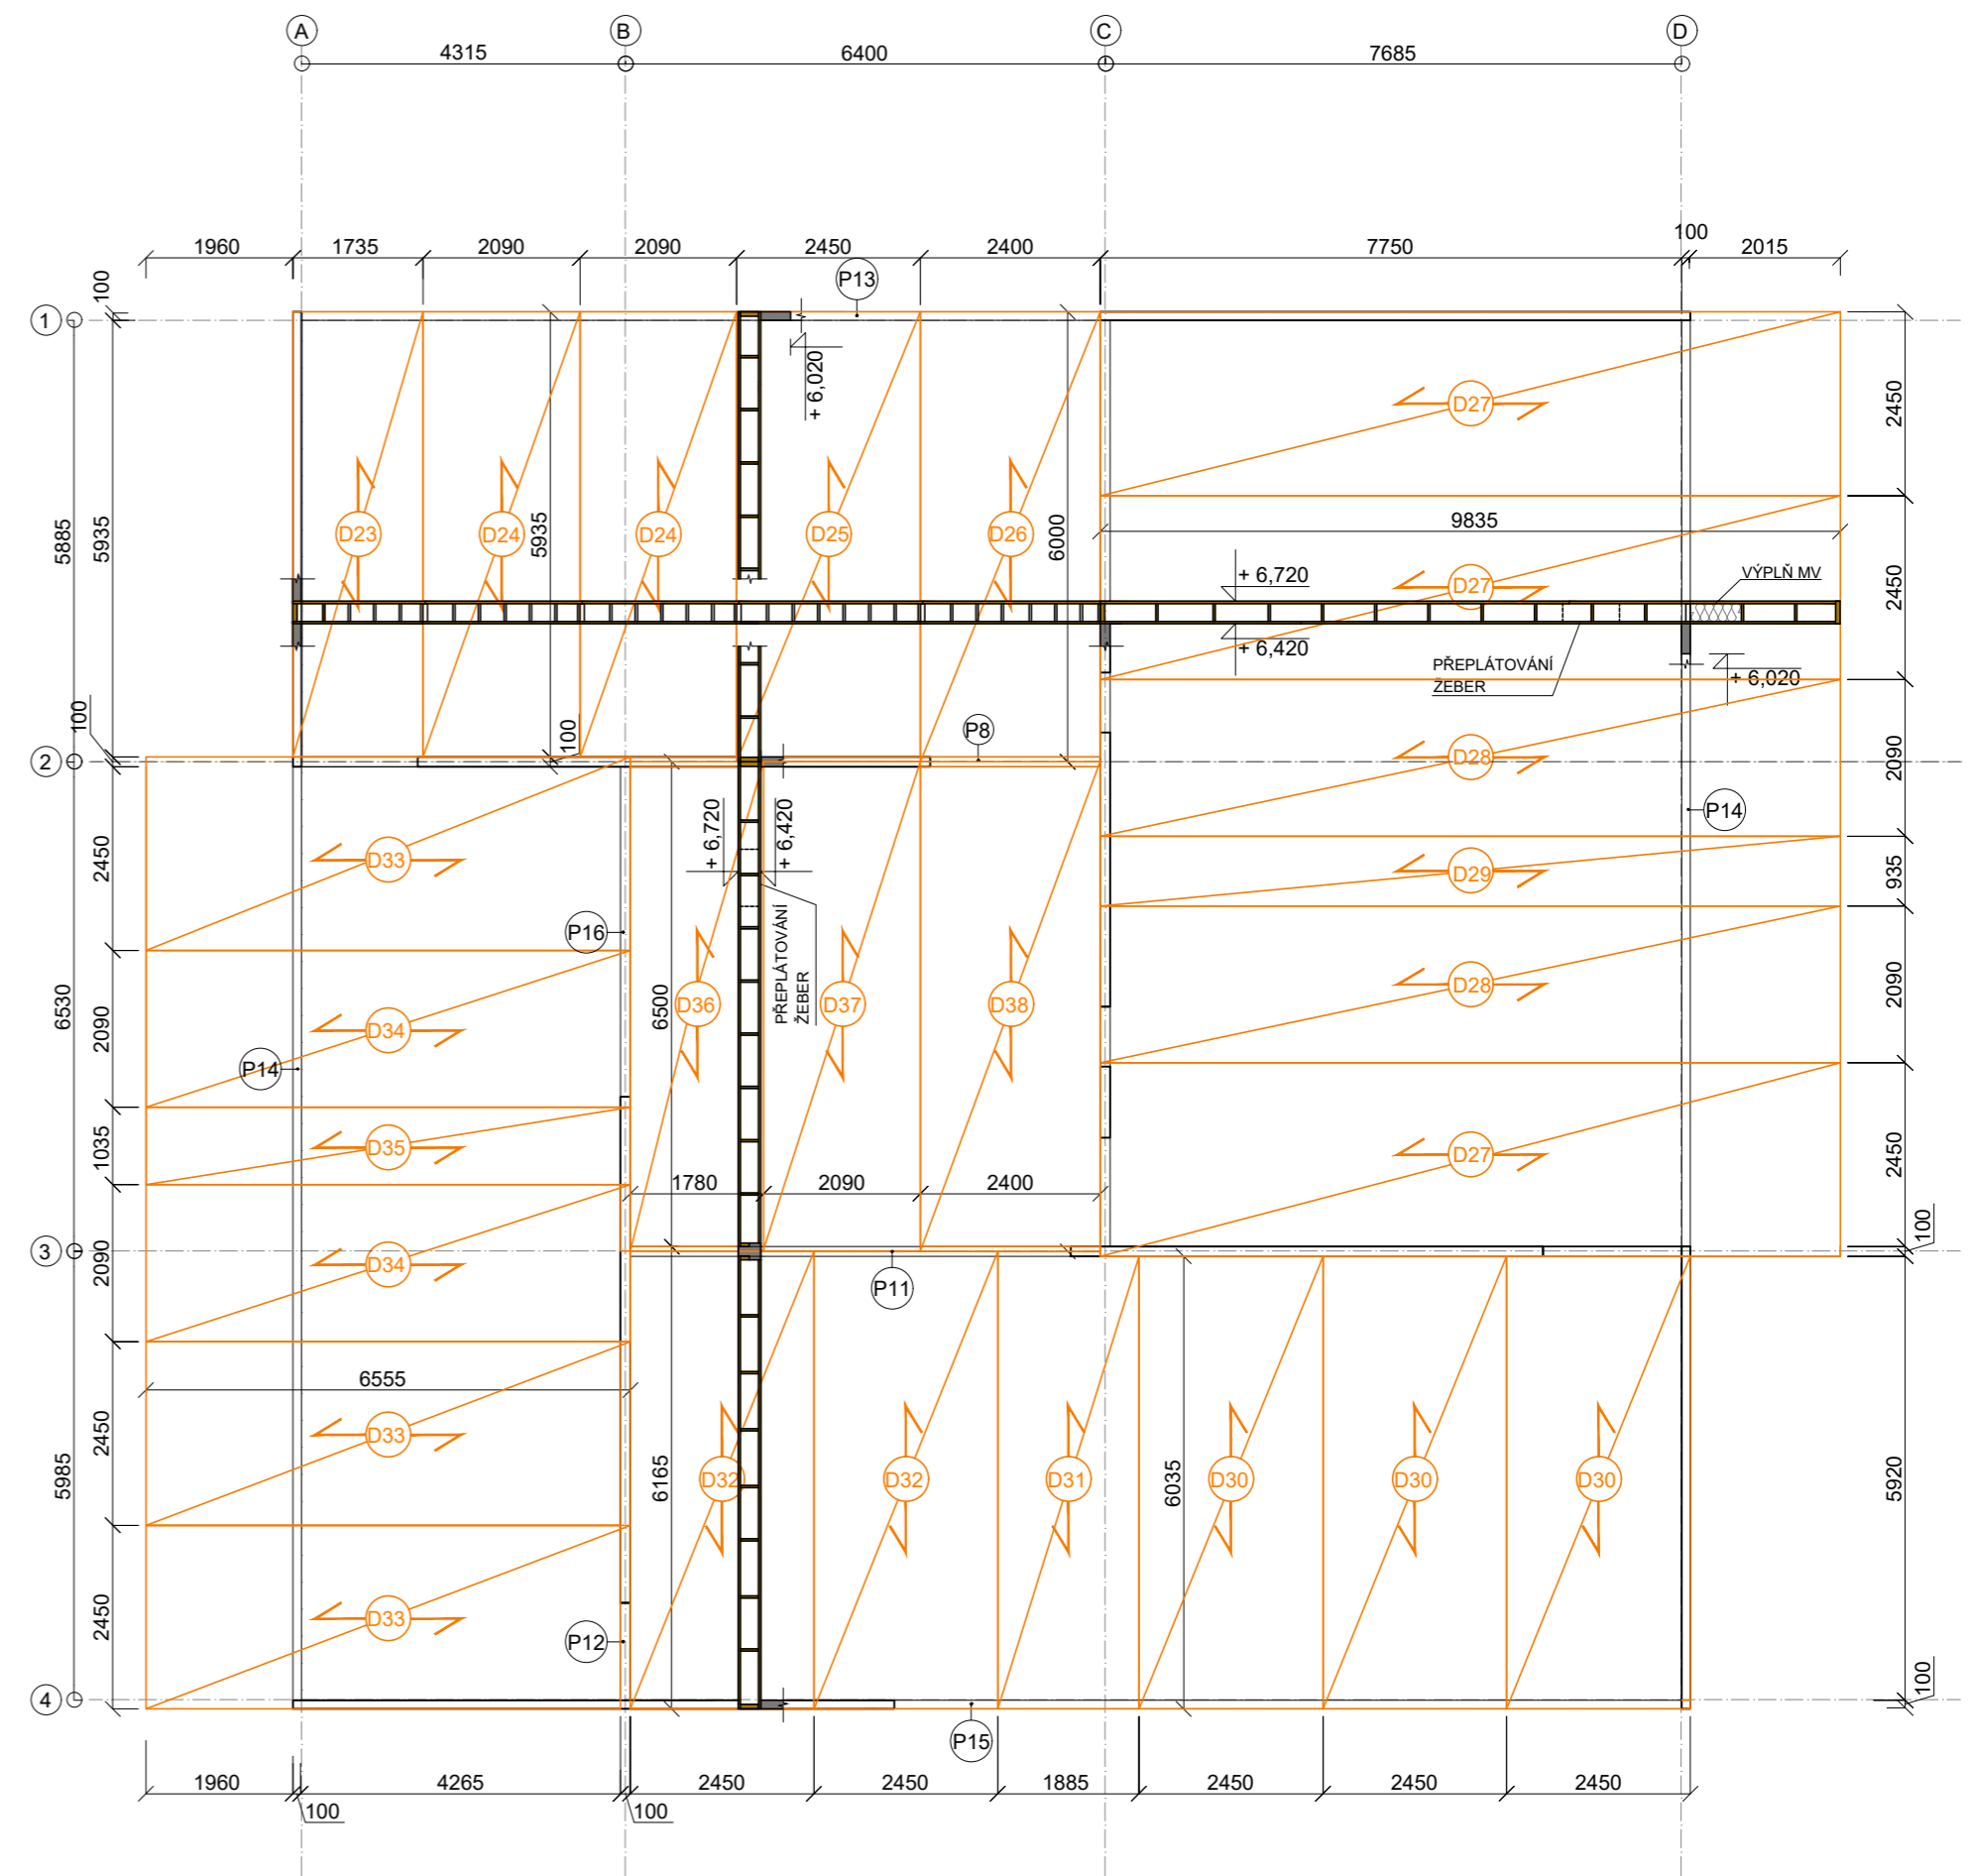 A
B
C
D
4315
6400
7685
1960
1735
2090
2090
2450
2400
7750
100
2015
100
P13
1
+ 6,020
2450
D27
5885
5935
D23
D24
5935
D24
D25
D26
6000
9835
2450
D27
+ 6,720
VÝPLŇ MV
+ 6,420
PŘEPLÁTOVÁNÍ
ŽEBER
+ 6,020
100
100
P8
2
2090
D28
P14
+ 6,720
+ 6,420
2450
D33
D29
935
P16
PŘEPLÁTOVÁNÍ
ŽEBER
6530
2090
D34
6500
D36
D37
D38
D28
2090
P14
1035
D35
D27
2450
1780
2090
2400
3
100
2090
D34
P11
6555
2450
D33
5985
6165
D32
D32
D31
6035
D30
D30
D30
5920
2450
D33
P12
4
100
P15
1960
4265
2450
2450
1885
2450
2450
2450
100
100